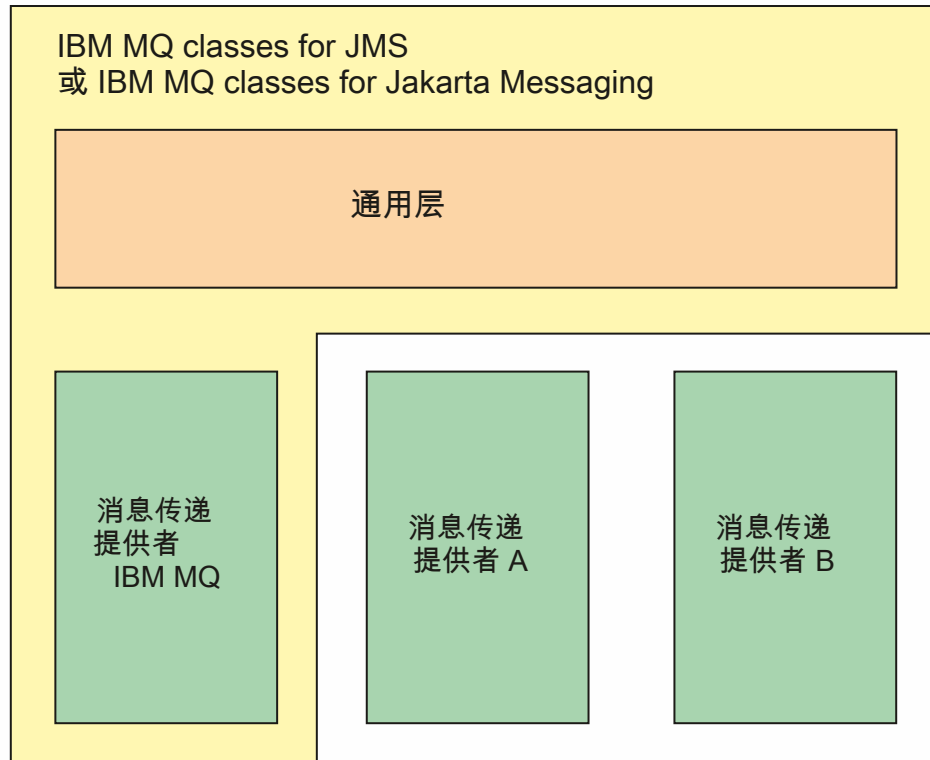 IBM MQ classes for JMS
或 IBM MQ classes for Jakarta Messaging
通用层
消息传递
提供者
IBM MQ
消息传递
提供者 A
消息传递
提供者 B